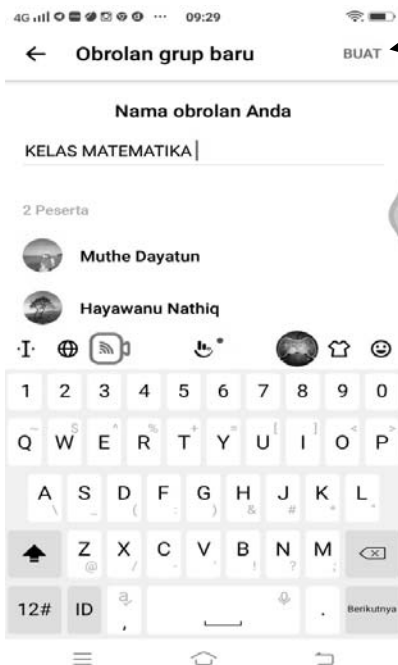 4G 09:29
Obrolan grup baru BUAT
Nama obrolan Anda
KELAS MATEMATIKA
2 Peserta
Muthe Dayatun
Hayawanu Nathiq
1 2 3 4 5 6 7 8 9 0
Q W E R T Y U I O P
A S D F G H J K L
Z X C V B N M
12# ID , . Berikutnya